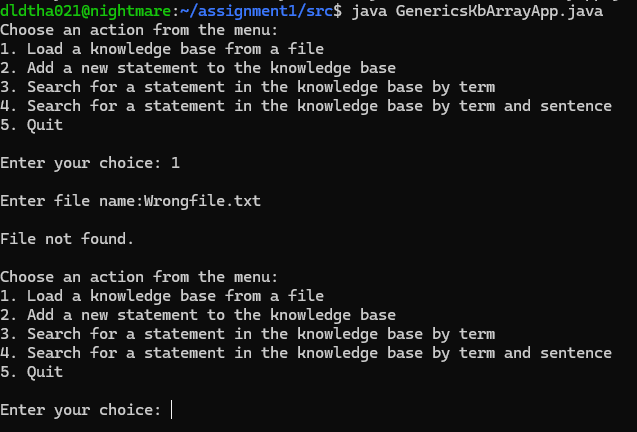 dldtha021@nightmare:~/assignment1/src$ java GenericsKbArrayApp.java
Choose an action from the menu:
1. Load a knowledge base from a file
2. Add a new statement to the knowledge base
3. Search for a statement in the knowledge base by term
4. Search for a statement in the knowledge base by term and sentence
5. Quit
Enter your choice: 1
Enter file name:Wrongfile.txt
File not found.
Choose an action from the menu:
1. Load a knowledge base from a file
2. Add a new statement to the knowledge base
3. Search for a statement in the knowledge base by term
4. Search for a statement in the knowledge base by term and sentence
5. Quit
Enter your choice: